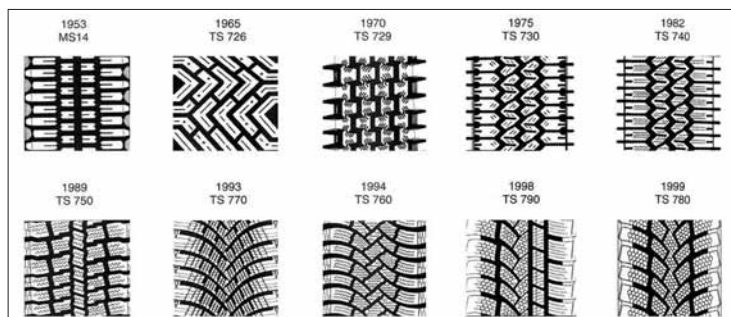 1953
MS14
1965
TS 726
1970
TS 729
1975
TS 730
1982
TS 740
1989
TS 750
1993
TS 770
1994
TS 760
1998
TS 790
1999
TS 780